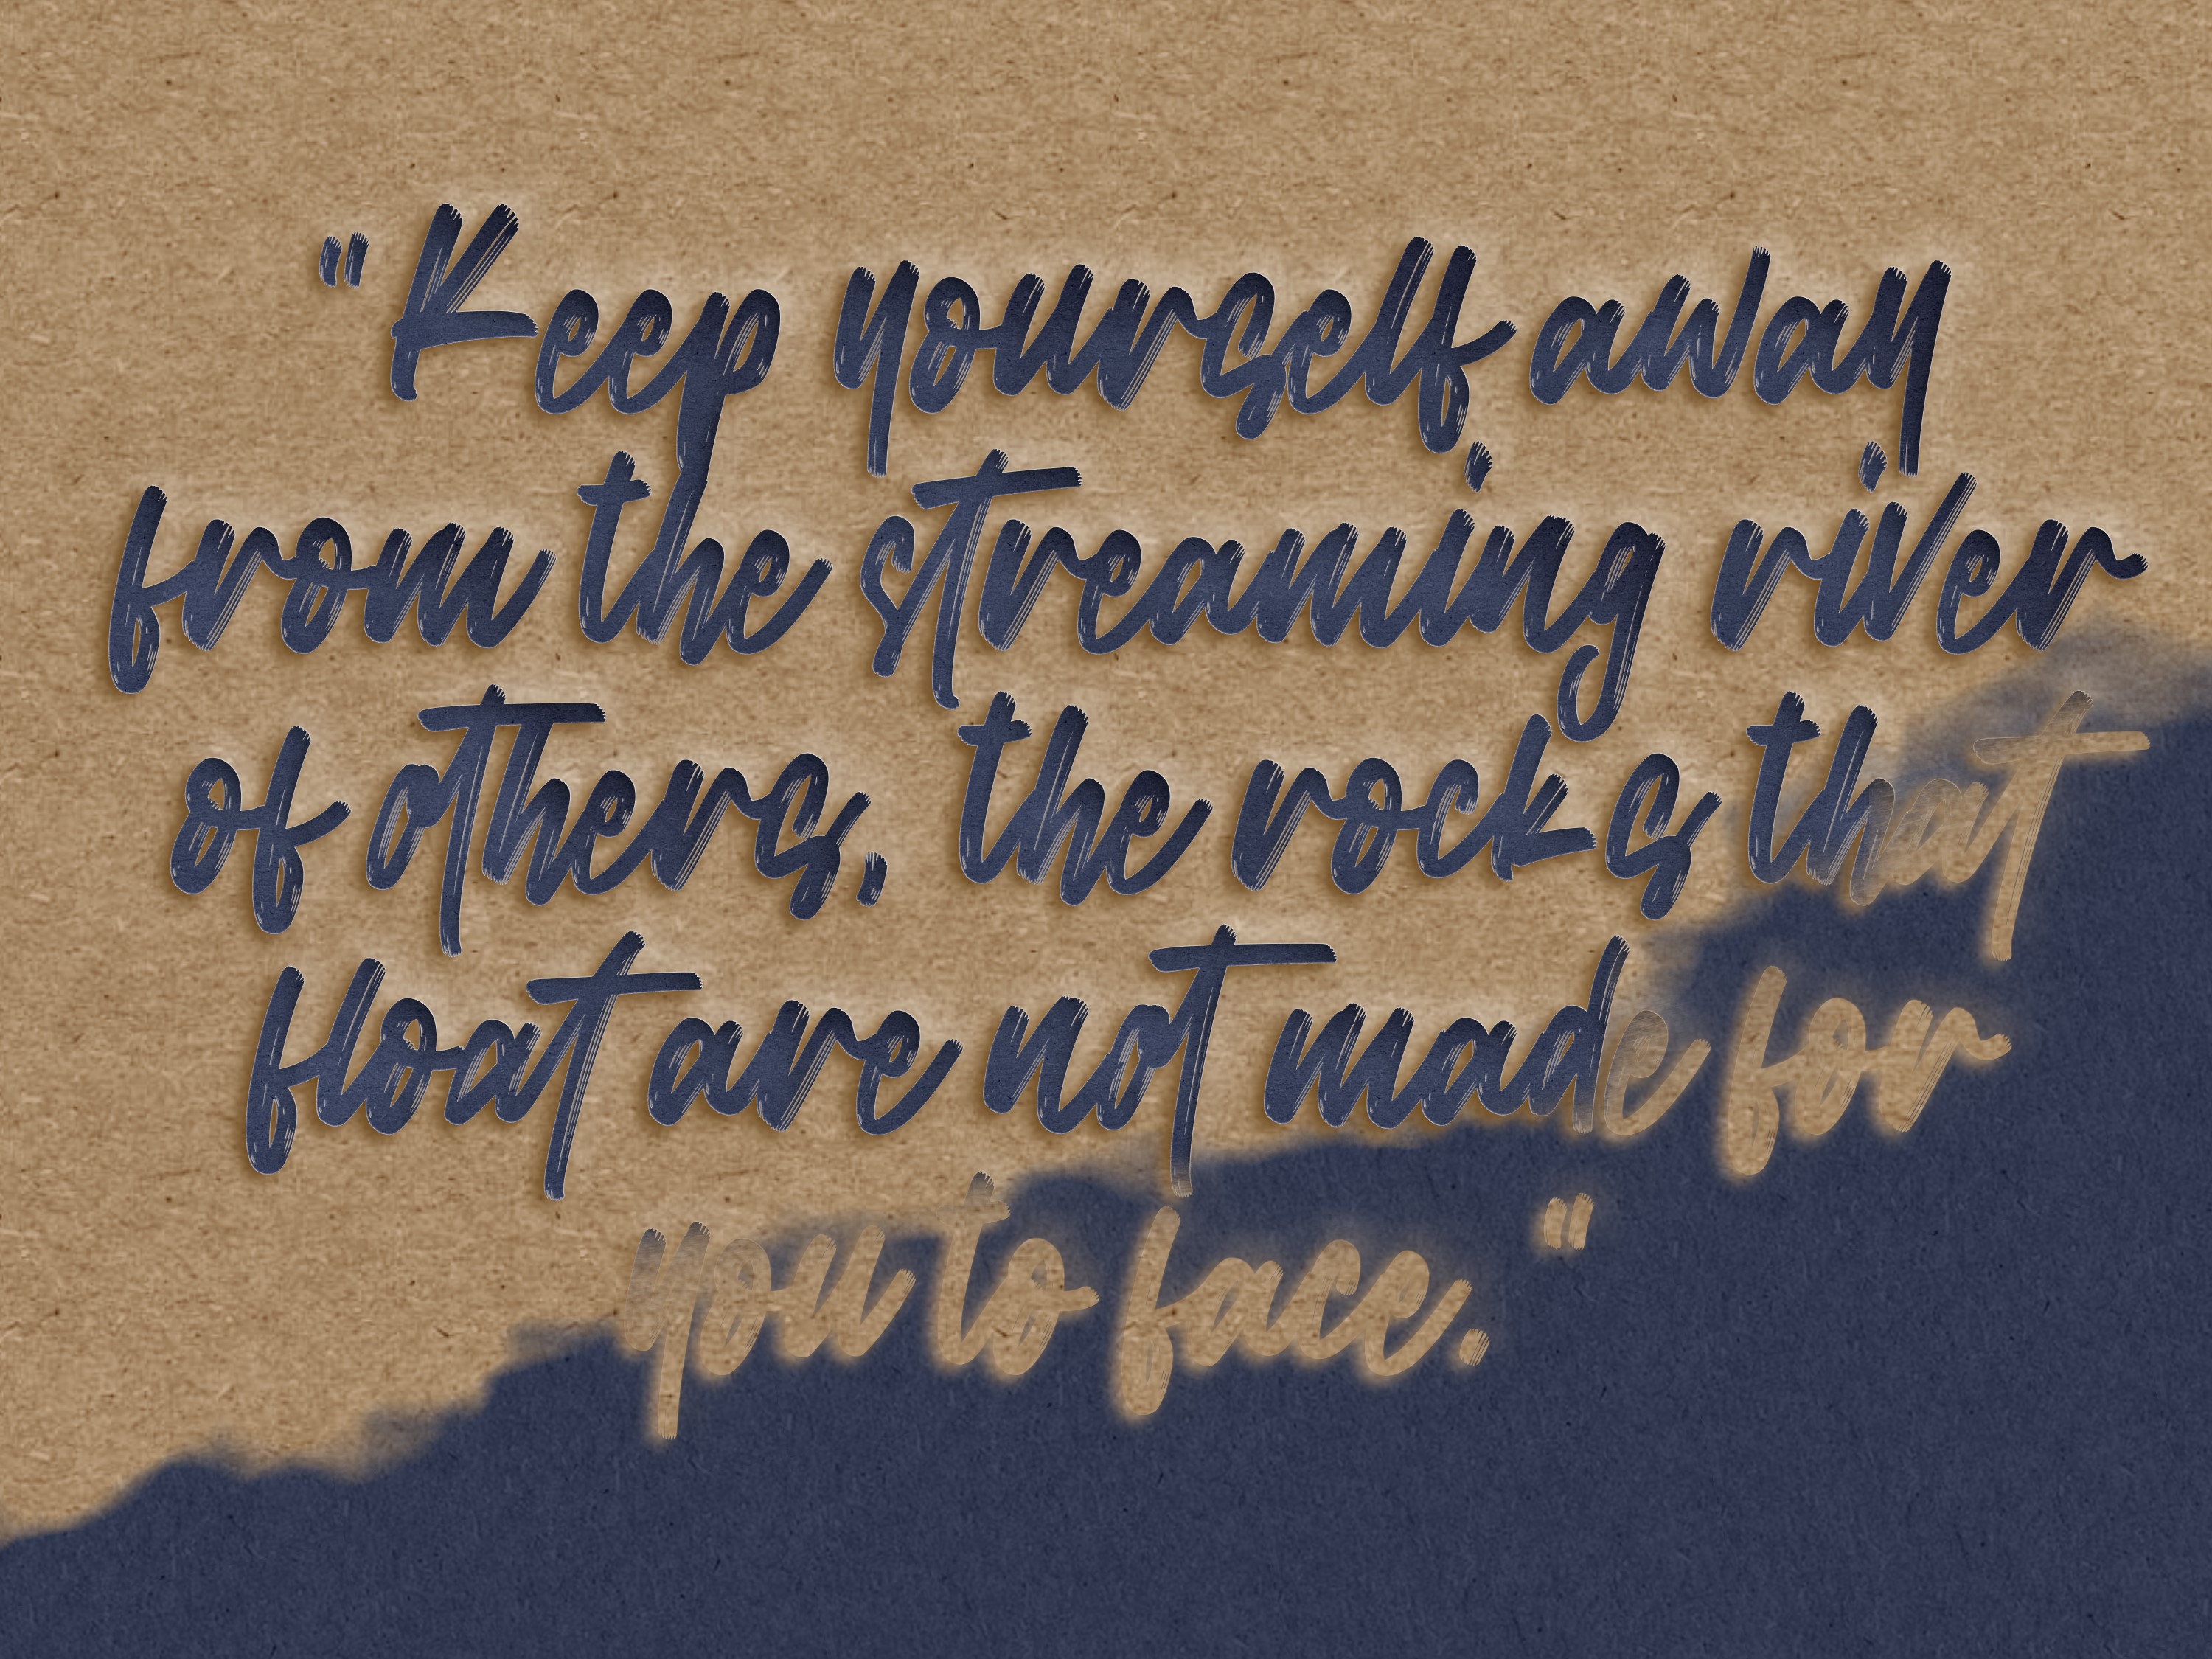 "Keep yourself away
from the streaming river
of others, the rocks that
float are not made for
you to face."